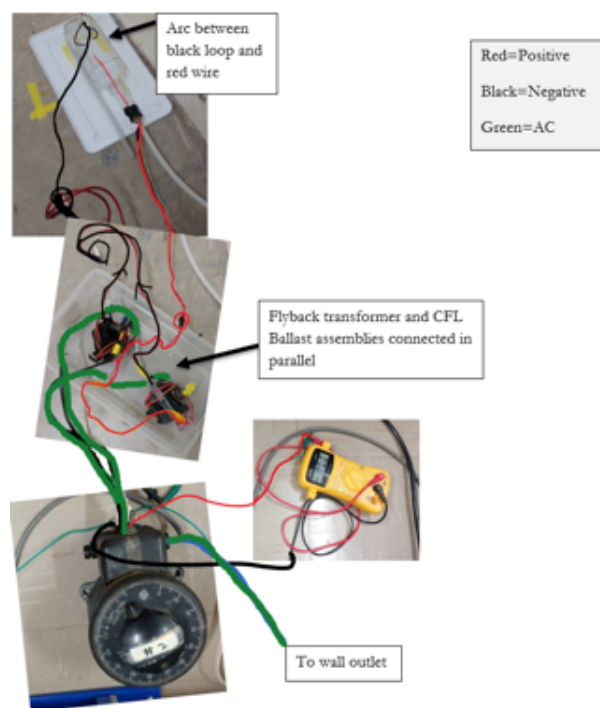 Arc between
black loop and
red wire
Red=Positive
Black=Negative
Green=AC
Flyback transformer and CFL
Ballast assemblies connected in
parallel
#2
To wall outlet